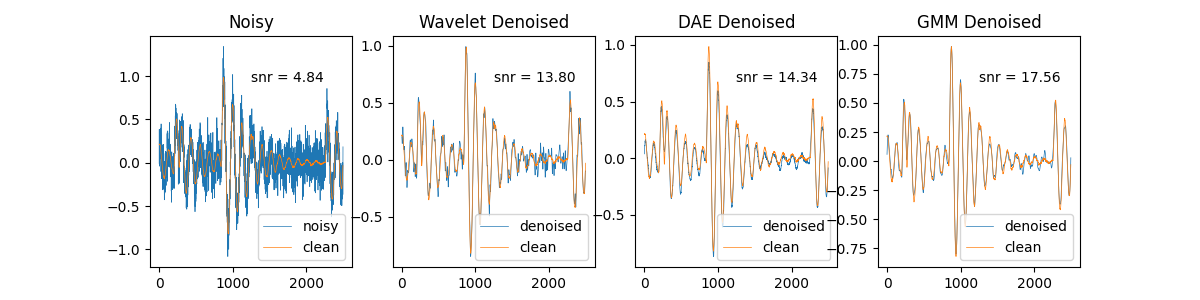 Noisy
1.0
0.5
0.0
−0.5
−1.0
snr = 4.84
noisy
clean
0
1000
2000
Wavelet Denoised
1.0
0.5
0.0
−0.5
snr = 13.80
denoised
clean
0
1000
2000
DAE Denoised
1.0
0.5
0.0
−0.5
snr = 14.34
denoised
clean
0
1000
2000
GMM Denoised
1.00
0.75
0.50
0.25
0.00
−0.25
−0.50
−0.75
snr = 17.56
denoised
clean
0
1000
2000